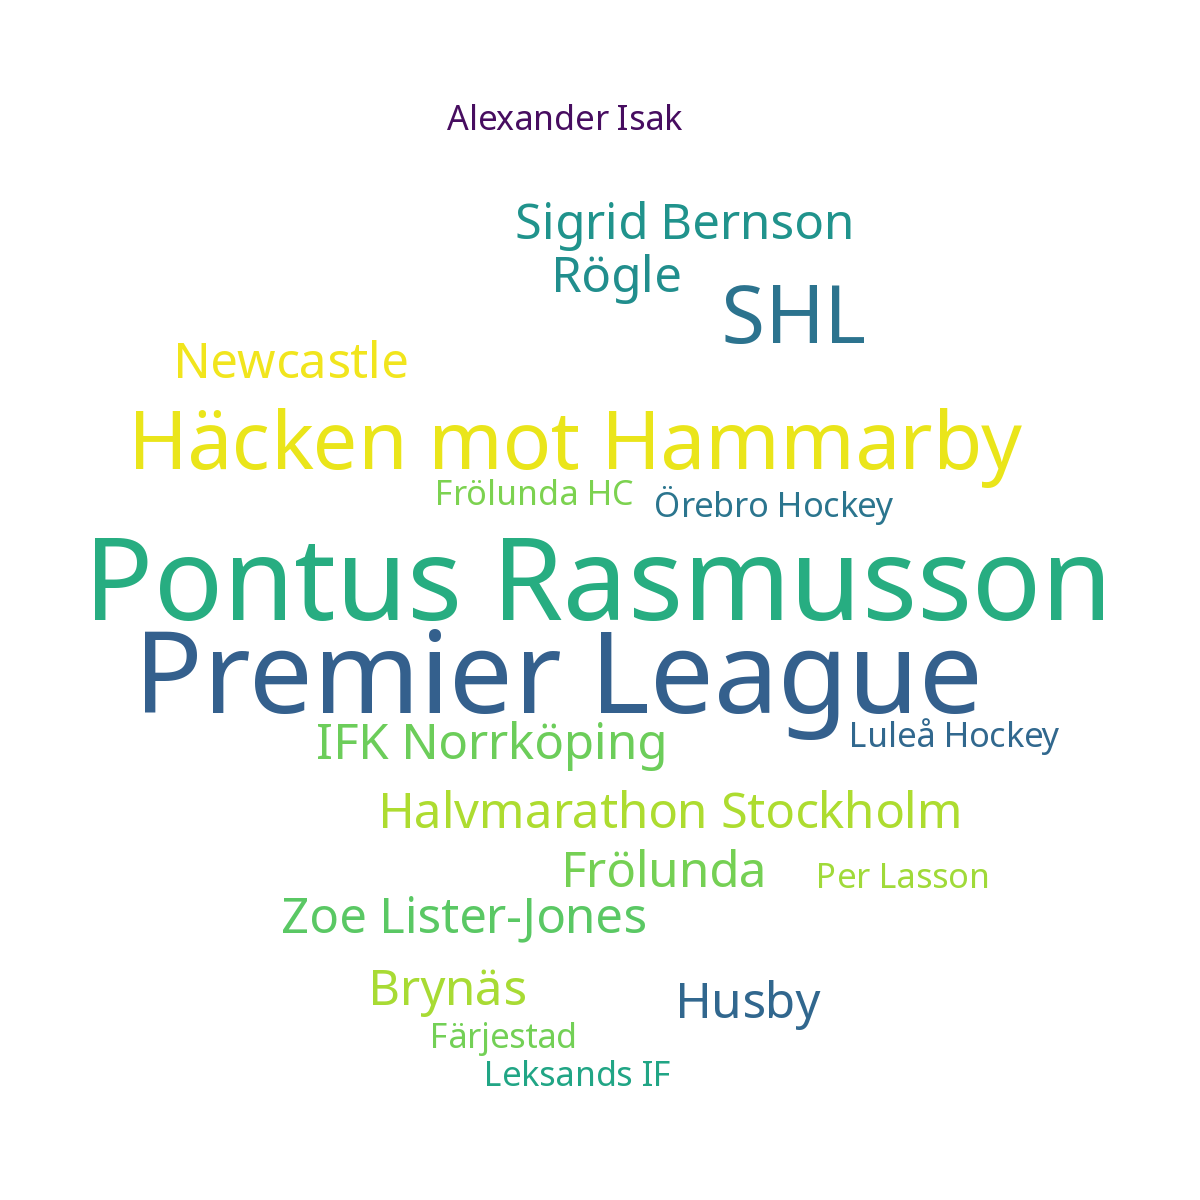 Alexander Isak
Sigrid Bernson
Rögle
SHL
Newcastle
Häcken mot Hammarby
Frölunda HC
Örebro Hockey
Pontus Rasmusson
Premier League
IFK Norrköping
Luleå Hockey
Halvmarathon Stockholm
Frölunda
Per Lasson
Zoe Lister-Jones
Brynäs
Husby
Färjestad
Leksands IF